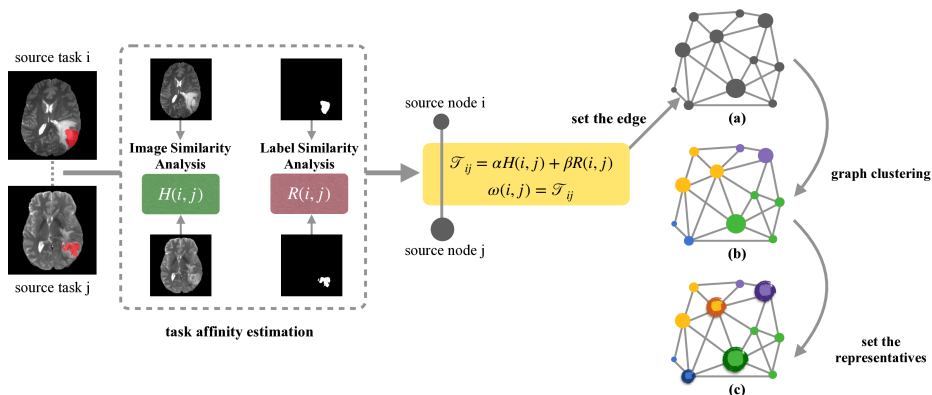 source task i
source task j
Image Similarity
Analysis
H(i, j)
Label Similarity
Analysis
R(i, j)
task affinity estimation
source node i
𝒯ij = αH(i, j) + βR(i, j)
ω(i, j) = 𝒯ij
source node j
set the edge
(a)
graph clustering
(b)
set the
representatives
(c)